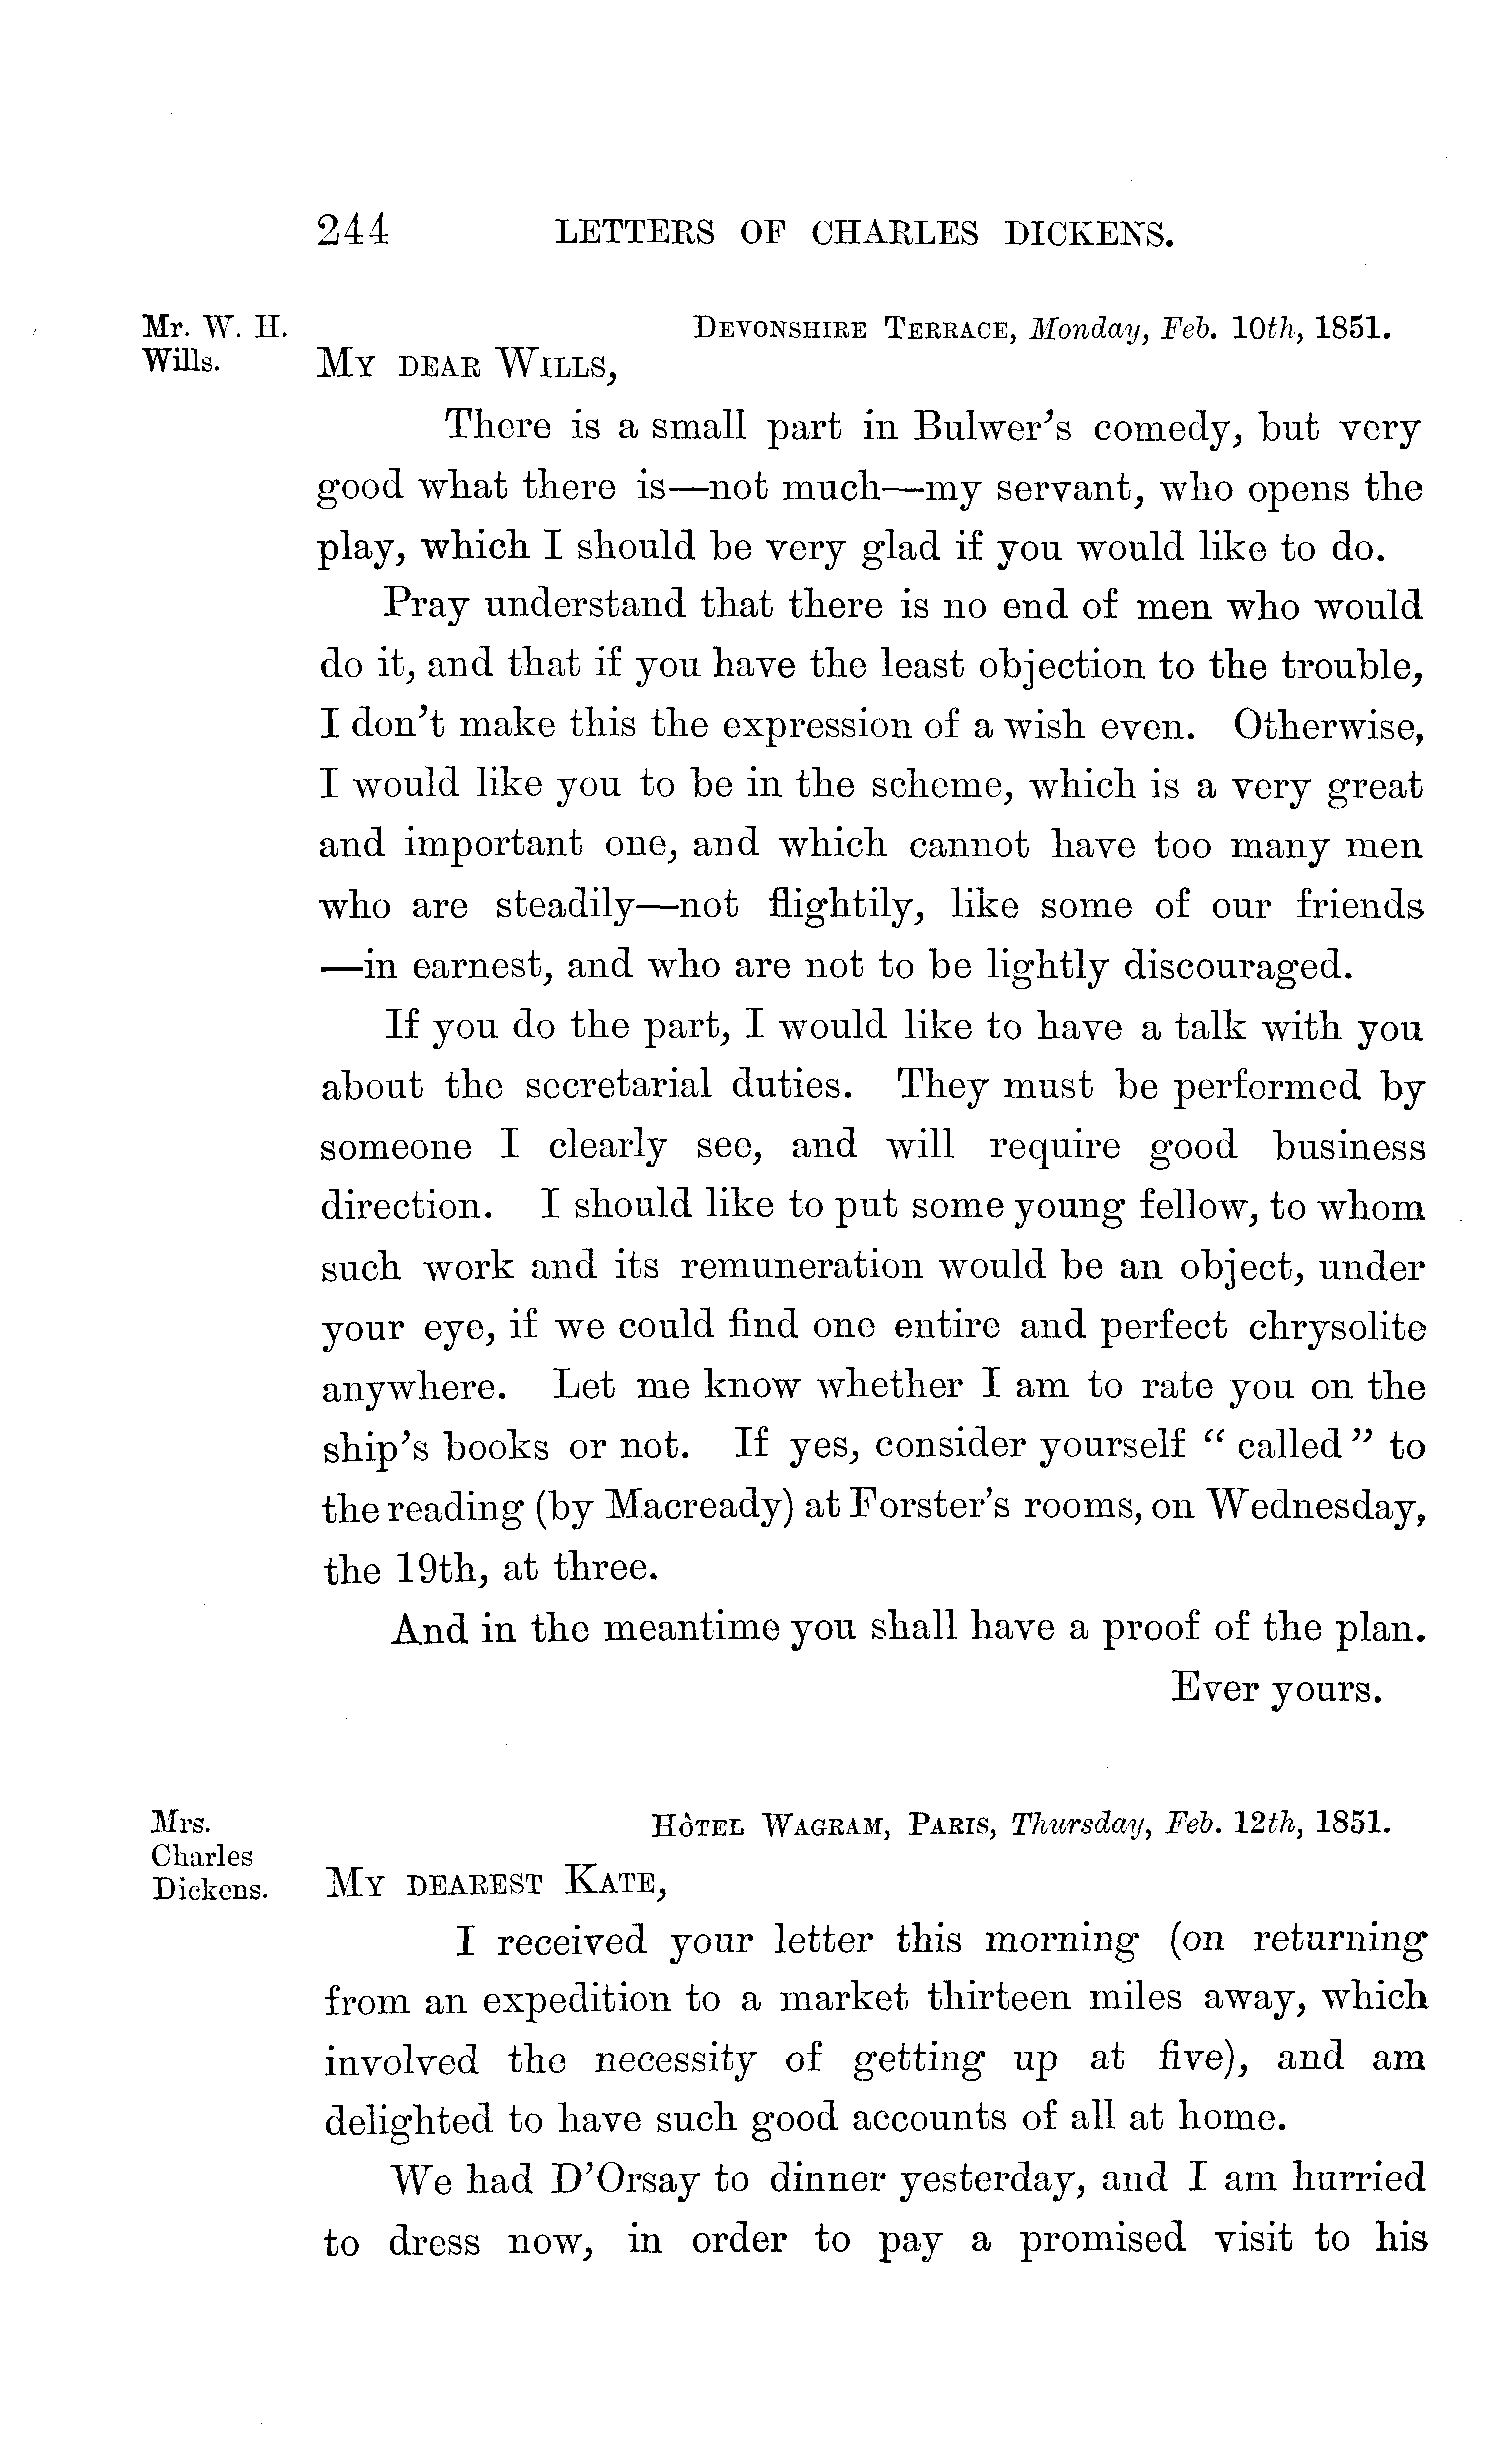 244 LETTERS OF CHARLES DICKENS.
Mr. W. H. Wills.
DEVONSHIRE TERRACE, Monday, Feb. 10th, 1851.
MY DEAR WILLS,
There is a small part in Bulwer's comedy, but very
good what there is—not much—my servant, who opens the
play, which I should be very glad if you would like to do.
Pray understand that there is no end of men who would
do it, and that if you have the least objection to the trouble,
I don't make this the expression of a wish even. Otherwise,
I would like you to be in the scheme, which is a very great
and important one, and which cannot have too many men
who are steadily—not flightily, like some of our friends
—in earnest, and who are not to be lightly discouraged.
If you do the part, I would like to have a talk with you
about the secretarial duties. They must be performed by
someone I clearly see, and will require good business
direction. I should like to put some young fellow, to whom
such work and its remuneration would be an object, under
your eye, if we could find one entire and perfect chrysolite
anywhere. Let me know whether I am to rate you on the
ship's books or not. If yes, consider yourself "called" to
the reading (by Macready) at Forster's rooms, on Wednesday,
the 19th, at three.
And in the meantime you shall have a proof of the plan.
Ever yours.
Mrs. Charles Dickens.
HÔTEL WAGRAM, PARIS, Thursday, Feb. 12th, 1851.
MY DEAREST KATE,
I received your letter this morning (on returning
from an expedition to a market thirteen miles away, which
involved the necessity of getting up at five), and am
delighted to have such good accounts of all at home.
We had D'Orsay to dinner yesterday, and I am hurried
to dress now, in order to pay a promised visit to his